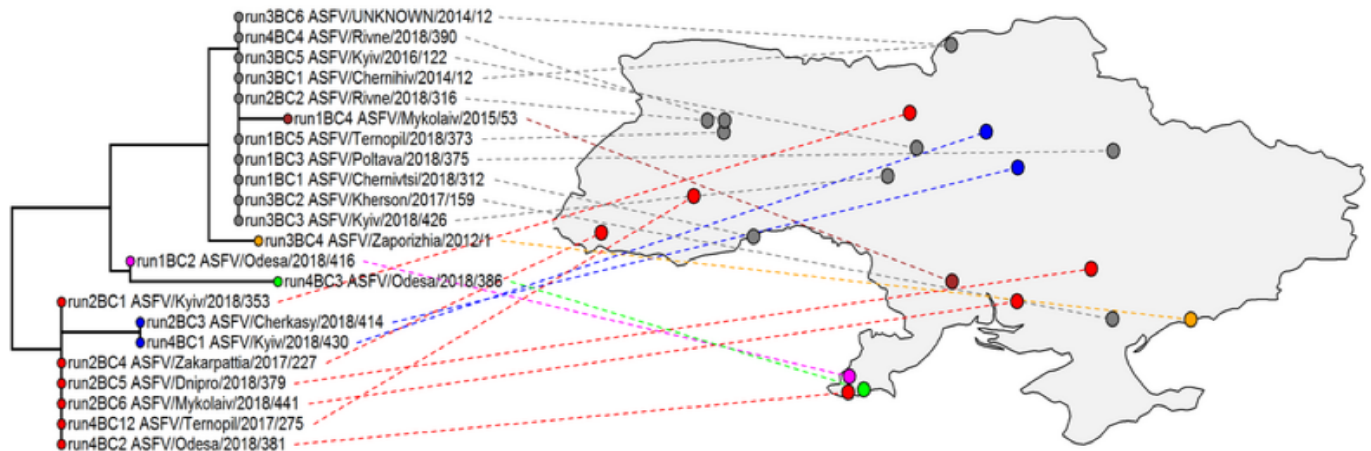 run3BC6 ASFV/UNKNOWN/2014/12
run4BC4 ASFV/Rivne/2018/390
run3BC5 ASFV/Kyiv/2016/122
run3BC1 ASFV/Chernihiv/2014/12
run2BC2 ASFV/Rivne/2018/316
run1BC4 ASFV/Mykolaiv/2015/53
run1BC5 ASFV/Ternopil/2018/373
run1BC3 ASFV/Poltava/2018/375
run1BC1 ASFV/Chernivtsi/2018/312
run3BC2 ASFV/Kherson/2017/159
run3BC3 ASFV/Kyiv/2018/426
run3BC4 ASFV/Zaporizhia/2012/1
run1BC2 ASFV/Odesa/2018/416
run4BC3 ASFV/Odesa/2018/386
run2BC1 ASFV/Kyiv/2018/353
run2BC3 ASFV/Cherkasy/2018/414
run4BC1 ASFV/Kyiv/2018/430
run2BC4 ASFV/Zakarpattia/2017/227
run2BC5 ASFV/Dnipro/2018/379
run2BC6 ASFV/Mykolaiv/2018/441
run4BC12 ASFV/Ternopil/2017/275
run4BC2 ASFV/Odesa/2018/381